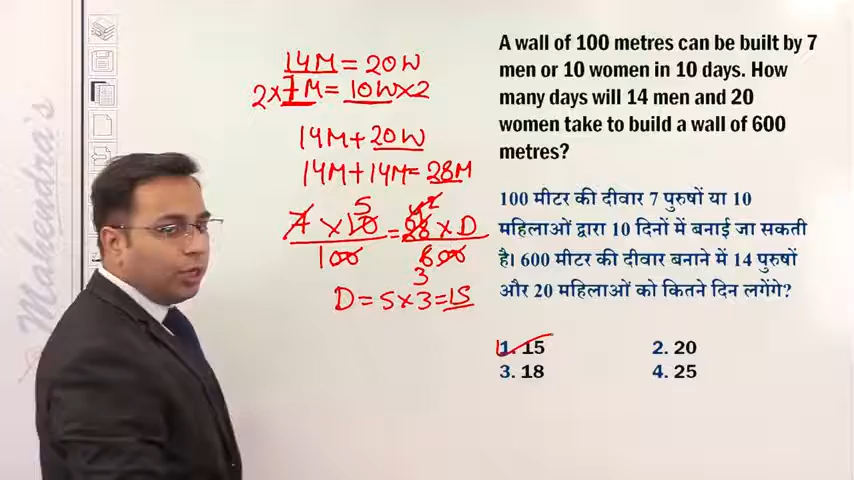 Mahendra's
14M = 20W
2×7M = 10W×2
14M + 20W
14M + 14M = 28M
5
2
7 × 10 = 28 × D
100
600
3
D = 5 × 3 = 15
A wall of 100 metres can be built by 7
men or 10 women in 10 days. How
many days will 14 men and 20
women take to build a wall of 600
metres?
100 मीटर की दीवार 7 पुरुषों या 10
महिलाओं द्वारा 10 दिनों में बनाई जा सकती
है। 600 मीटर की दीवार बनाने में 14 पुरुषों
और 20 महिलाओं को कितने दिन लगेंगे?
1. 15
2. 20
3. 18
4. 25